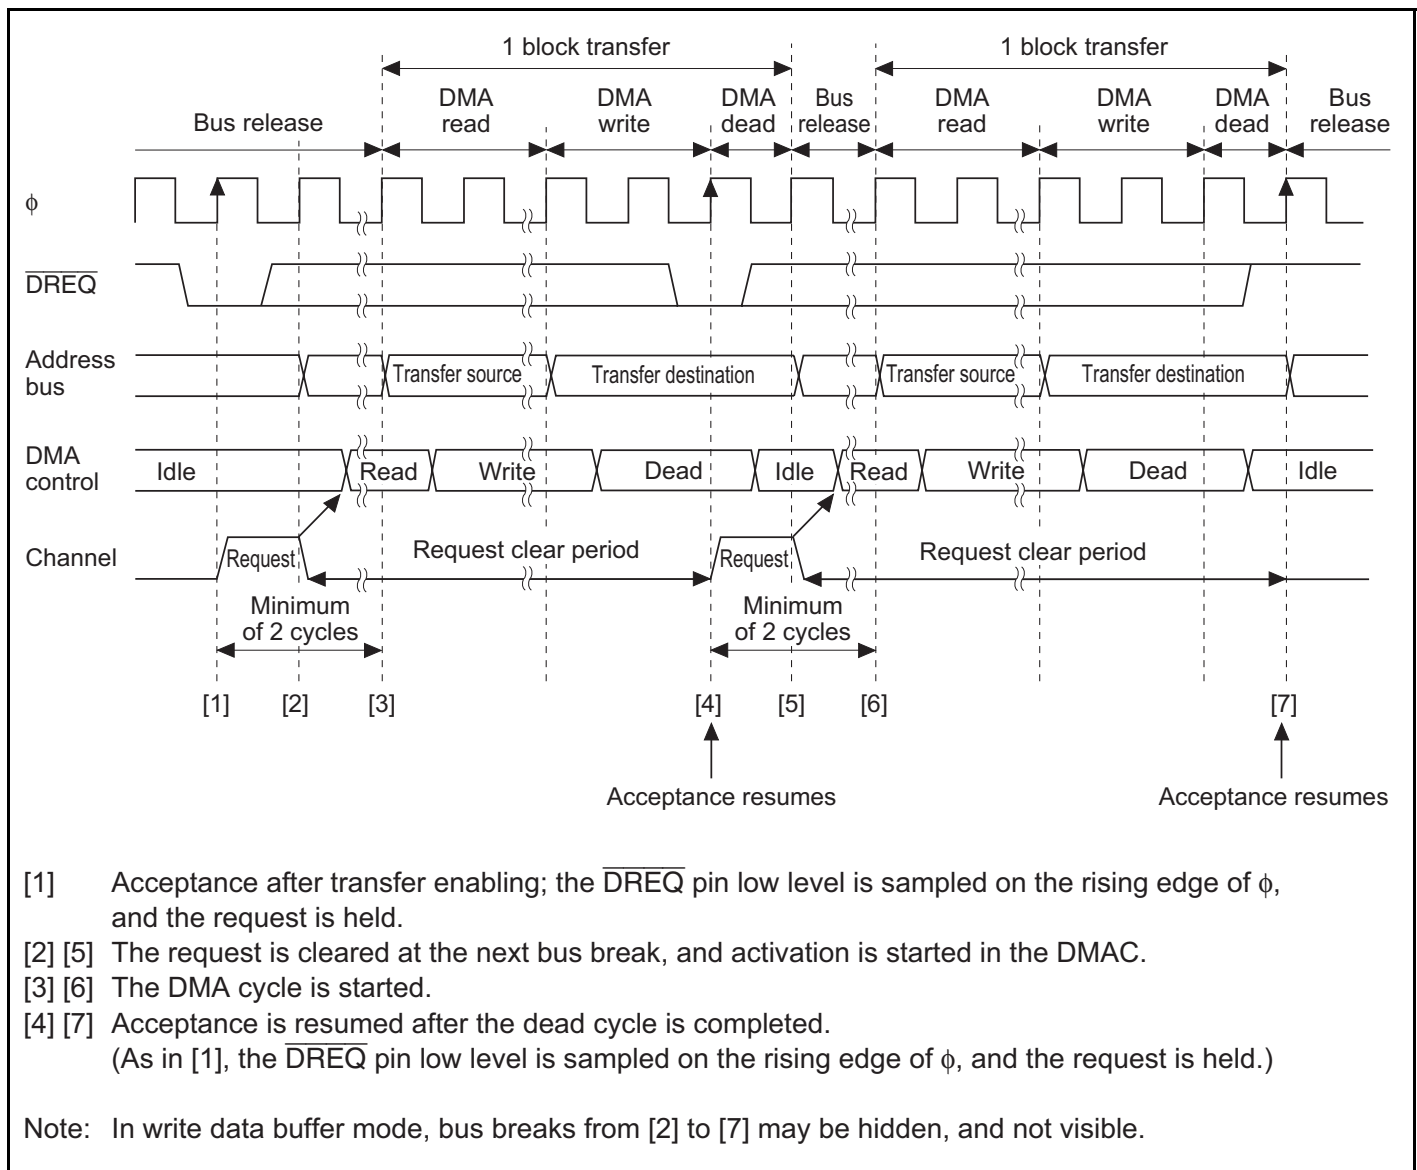 1 block transfer 1 block transfer
DMA DMA DMA Bus DMA DMA DMA Bus
Bus release read write dead release read write dead release
φ
DREQ
Address
bus
Transfer source Transfer destination Transfer source Transfer destination
DMA
control
Idle Read Write Dead Idle Read Write Dead Idle
Channel
Request Request clear period Request Request clear period
Minimum Minimum
of 2 cycles of 2 cycles
[1] [2] [3] [4] [5] [6] [7]
Acceptance resumes Acceptance resumes
[1] Acceptance after transfer enabling; the DREQ pin low level is sampled on the rising edge of φ,
and the request is held.
[2] [5] The request is cleared at the next bus break, and activation is started in the DMAC.
[3] [6] The DMA cycle is started.
[4] [7] Acceptance is resumed after the dead cycle is completed.
(As in [1], the DREQ pin low level is sampled on the rising edge of φ, and the request is held.)
Note: In write data buffer mode, bus breaks from [2] to [7] may be hidden, and not visible.